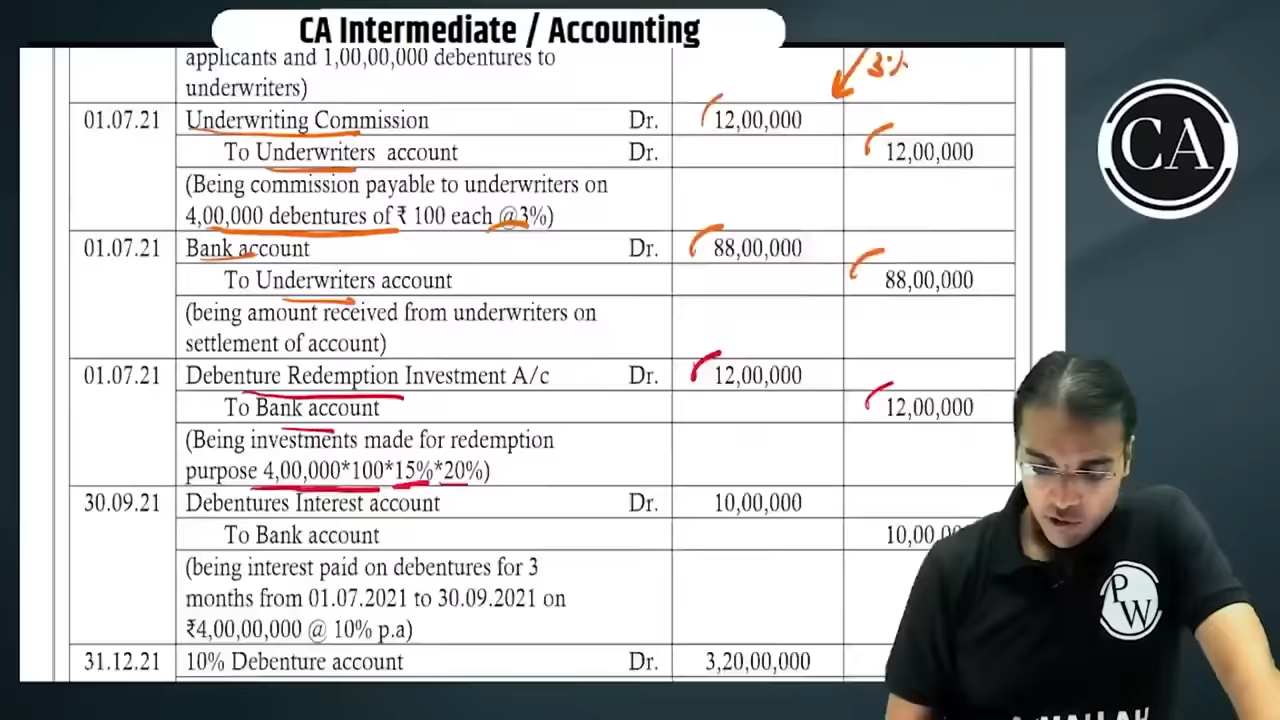 CA Intermediate / Accounting
applicants and 1,00,00,000 debentures to
underwriters)
3%
01.07.21 Underwriting Commission Dr. 12,00,000
To Underwriters account Dr. 12,00,000
(Being commission payable to underwriters on
4,00,000 debentures of ₹ 100 each @3%)
01.07.21 Bank account Dr. 88,00,000
To Underwriters account 88,00,000
(being amount received from underwriters on
settlement of account)
01.07.21 Debenture Redemption Investment A/c Dr. 12,00,000
To Bank account 12,00,000
(Being investments made for redemption
purpose 4,00,000*100*15%*20%)
30.09.21 Debentures Interest account Dr. 10,00,000
To Bank account
(being interest paid on debentures for 3
months from 01.07.2021 to 30.09.2021 on
₹4,00,00,000 @ 10% p.a)
31.12.21 10% Debenture account Dr. 3,20,00,000
CA
PW